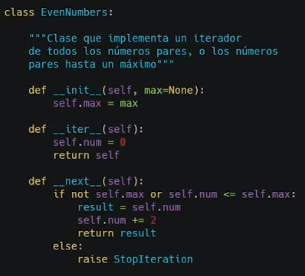 class EvenNumbers:
"""Clase que implementa un iterador
de todos los números pares, o los números
pares hasta un máximo"""
def __init__(self, max=None):
self.max = max
def __iter__(self):
self.num = 0
return self
def __next__(self):
if not self.max or self.num <= self.max:
result = self.num
self.num += 2
return result
else:
raise StopIteration